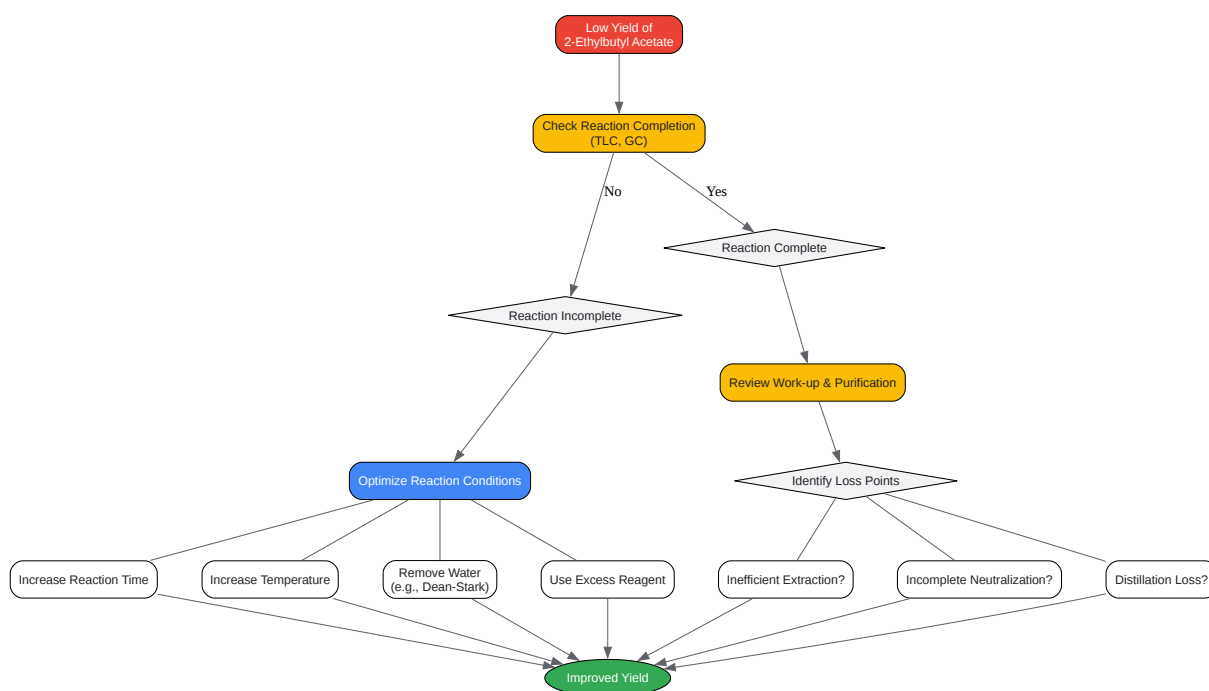 Low Yield of
2-Ethylbutyl Acetate
Check Reaction Completion
(TLC, GC)
No
Yes
Reaction Complete
Reaction Incomplete
Review Work-up & Purification
Optimize Reaction Conditions
Identify Loss Points
Increase Reaction Time
Increase Temperature
Remove Water
(e.g., Dean-Stark)
Use Excess Reagent
Inefficient Extraction?
Incomplete Neutralization?
Distillation Loss?
Improved Yield